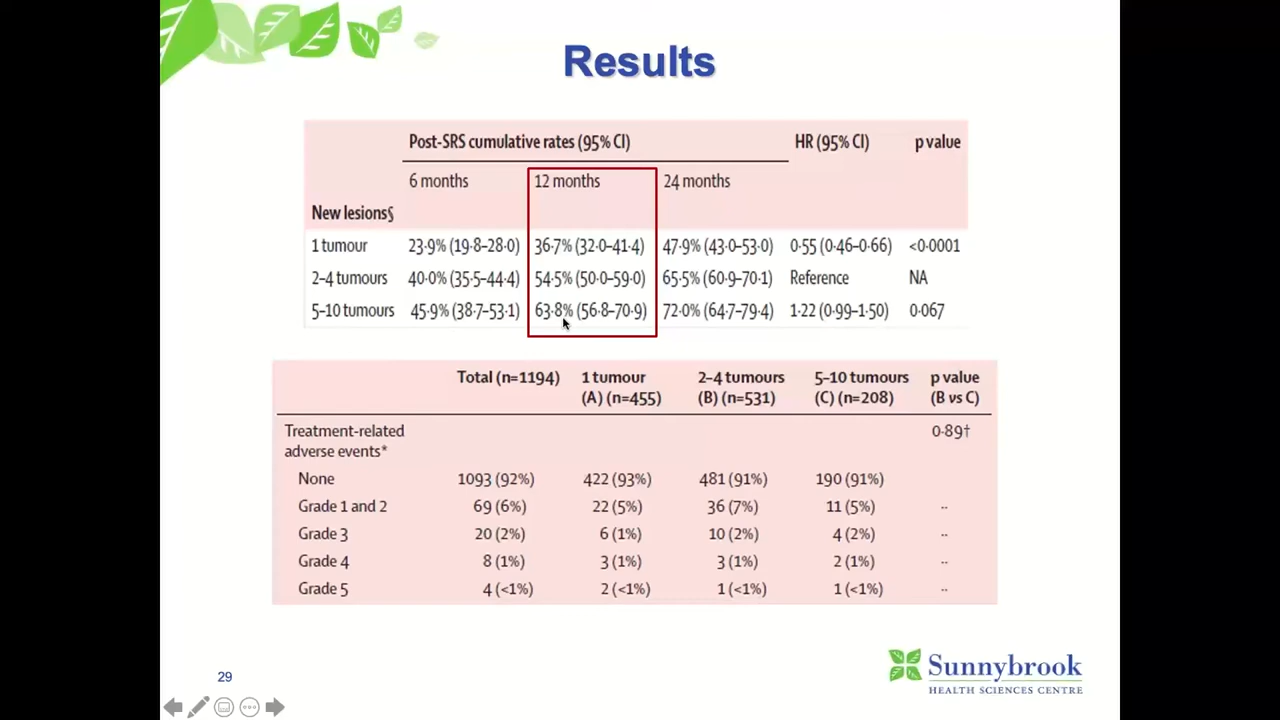 Results
Post-SRS cumulative rates (95% CI) HR (95% CI) p value
6 months 12 months 24 months
New lesions§
1 tumour 23·9% (19·8–28·0) 36·7% (32·0–41·4) 47·9% (43·0–53·0) 0·55 (0·46–0·66) <0·0001
2–4 tumours 40·0% (35·5–44·4) 54·5% (50·0–59·0) 65·5% (60·9–70·1) Reference NA
5–10 tumours 45·9% (38·7–53·1) 63·8% (56·8–70·9) 72·0% (64·7–79·4) 1·22 (0·99–1·50) 0·067
Total (n=1194) 1 tumour 2–4 tumours 5–10 tumours p value
(A) (n=455) (B) (n=531) (C) (n=208) (B vs C)
Treatment-related 0·89†
adverse events*
None 1093 (92%) 422 (93%) 481 (91%) 190 (91%)
Grade 1 and 2 69 (6%) 22 (5%) 36 (7%) 11 (5%) ··
Grade 3 20 (2%) 6 (1%) 10 (2%) 4 (2%) ··
Grade 4 8 (1%) 3 (1%) 3 (1%) 2 (1%) ··
Grade 5 4 (<1%) 2 (<1%) 1 (<1%) 1 (<1%) ··
29
Sunnybrook
HEALTH SCIENCES CENTRE